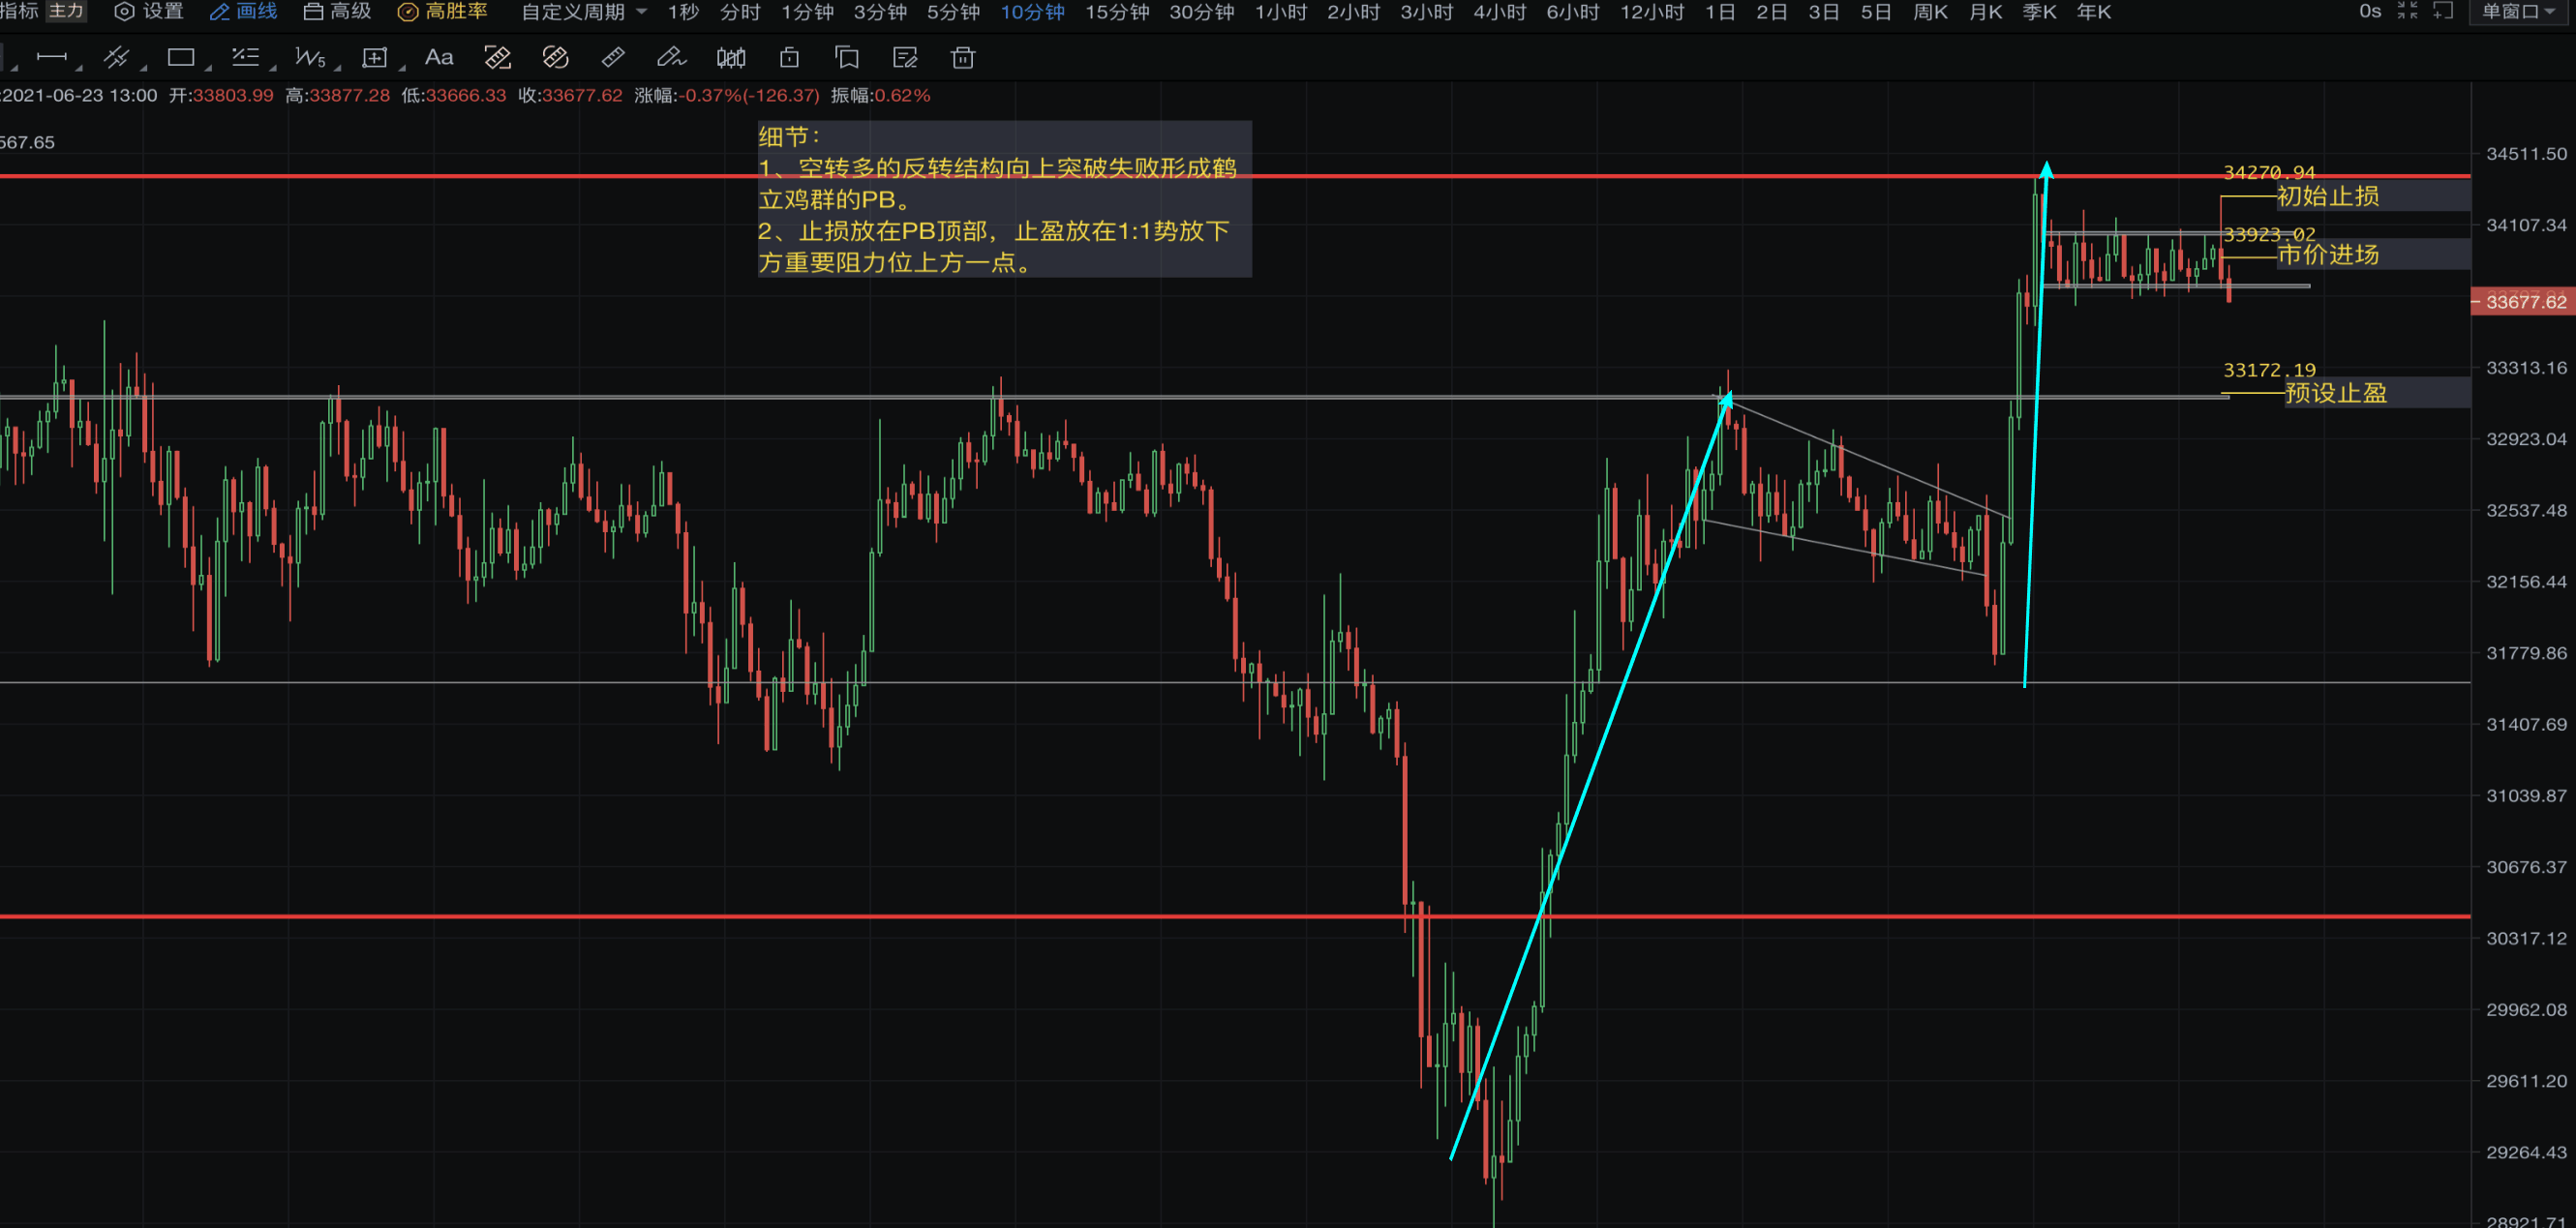 指标 主力 设置 画线 高级 高胜率 自定义周期 1秒 分时 1分钟 3分钟 5分钟 10分钟 15分钟 30分钟 1小时 2小时 3小时 4小时 6小时 12小时 1日 2日 3日 5日 周K 月K 季K 年K 0s 单窗口
W5 Aa
:2021-06-23 13:00 开:33803.99 高:33877.28 低:33666.33 收:33677.62 涨幅:-0.37%(-126.37) 振幅:0.62%
567.65
细节：
1、空转多的反转结构向上突破失败形成鹤
立鸡群的PB。
2、止损放在PB顶部，止盈放在1:1势放下
方重要阻力位上方一点。
34270.94
初始止损
33923.02
市价进场
33172.19
预设止盈
34511.50
34107.34
33677.62
33313.16
32923.04
32537.48
32156.44
31779.86
31407.69
31039.87
30676.37
30317.12
29962.08
29611.20
29264.43
28921.71